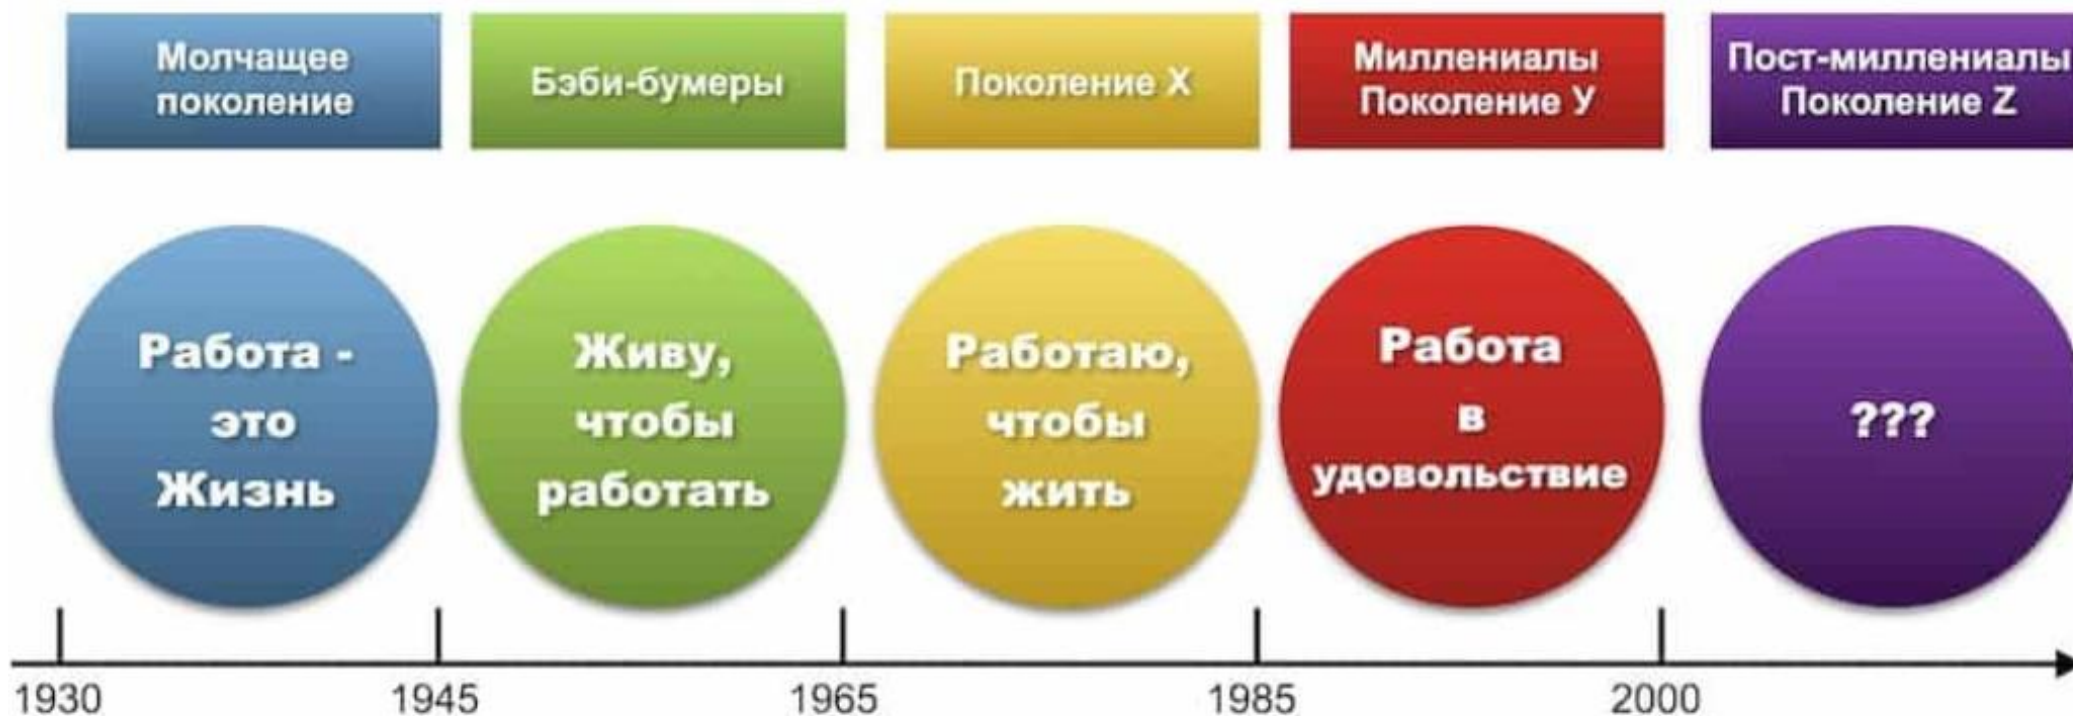 Молчащее
поколение
Бэби-бумеры
Поколение X
Миллениалы
Поколение У
Пост-миллениалы
Поколение Z
Работа -
это
Жизнь
Живу,
чтобы
работать
Работаю,
чтобы
жить
Работа
в
удовольствие
???
1930
1945
1965
1985
2000